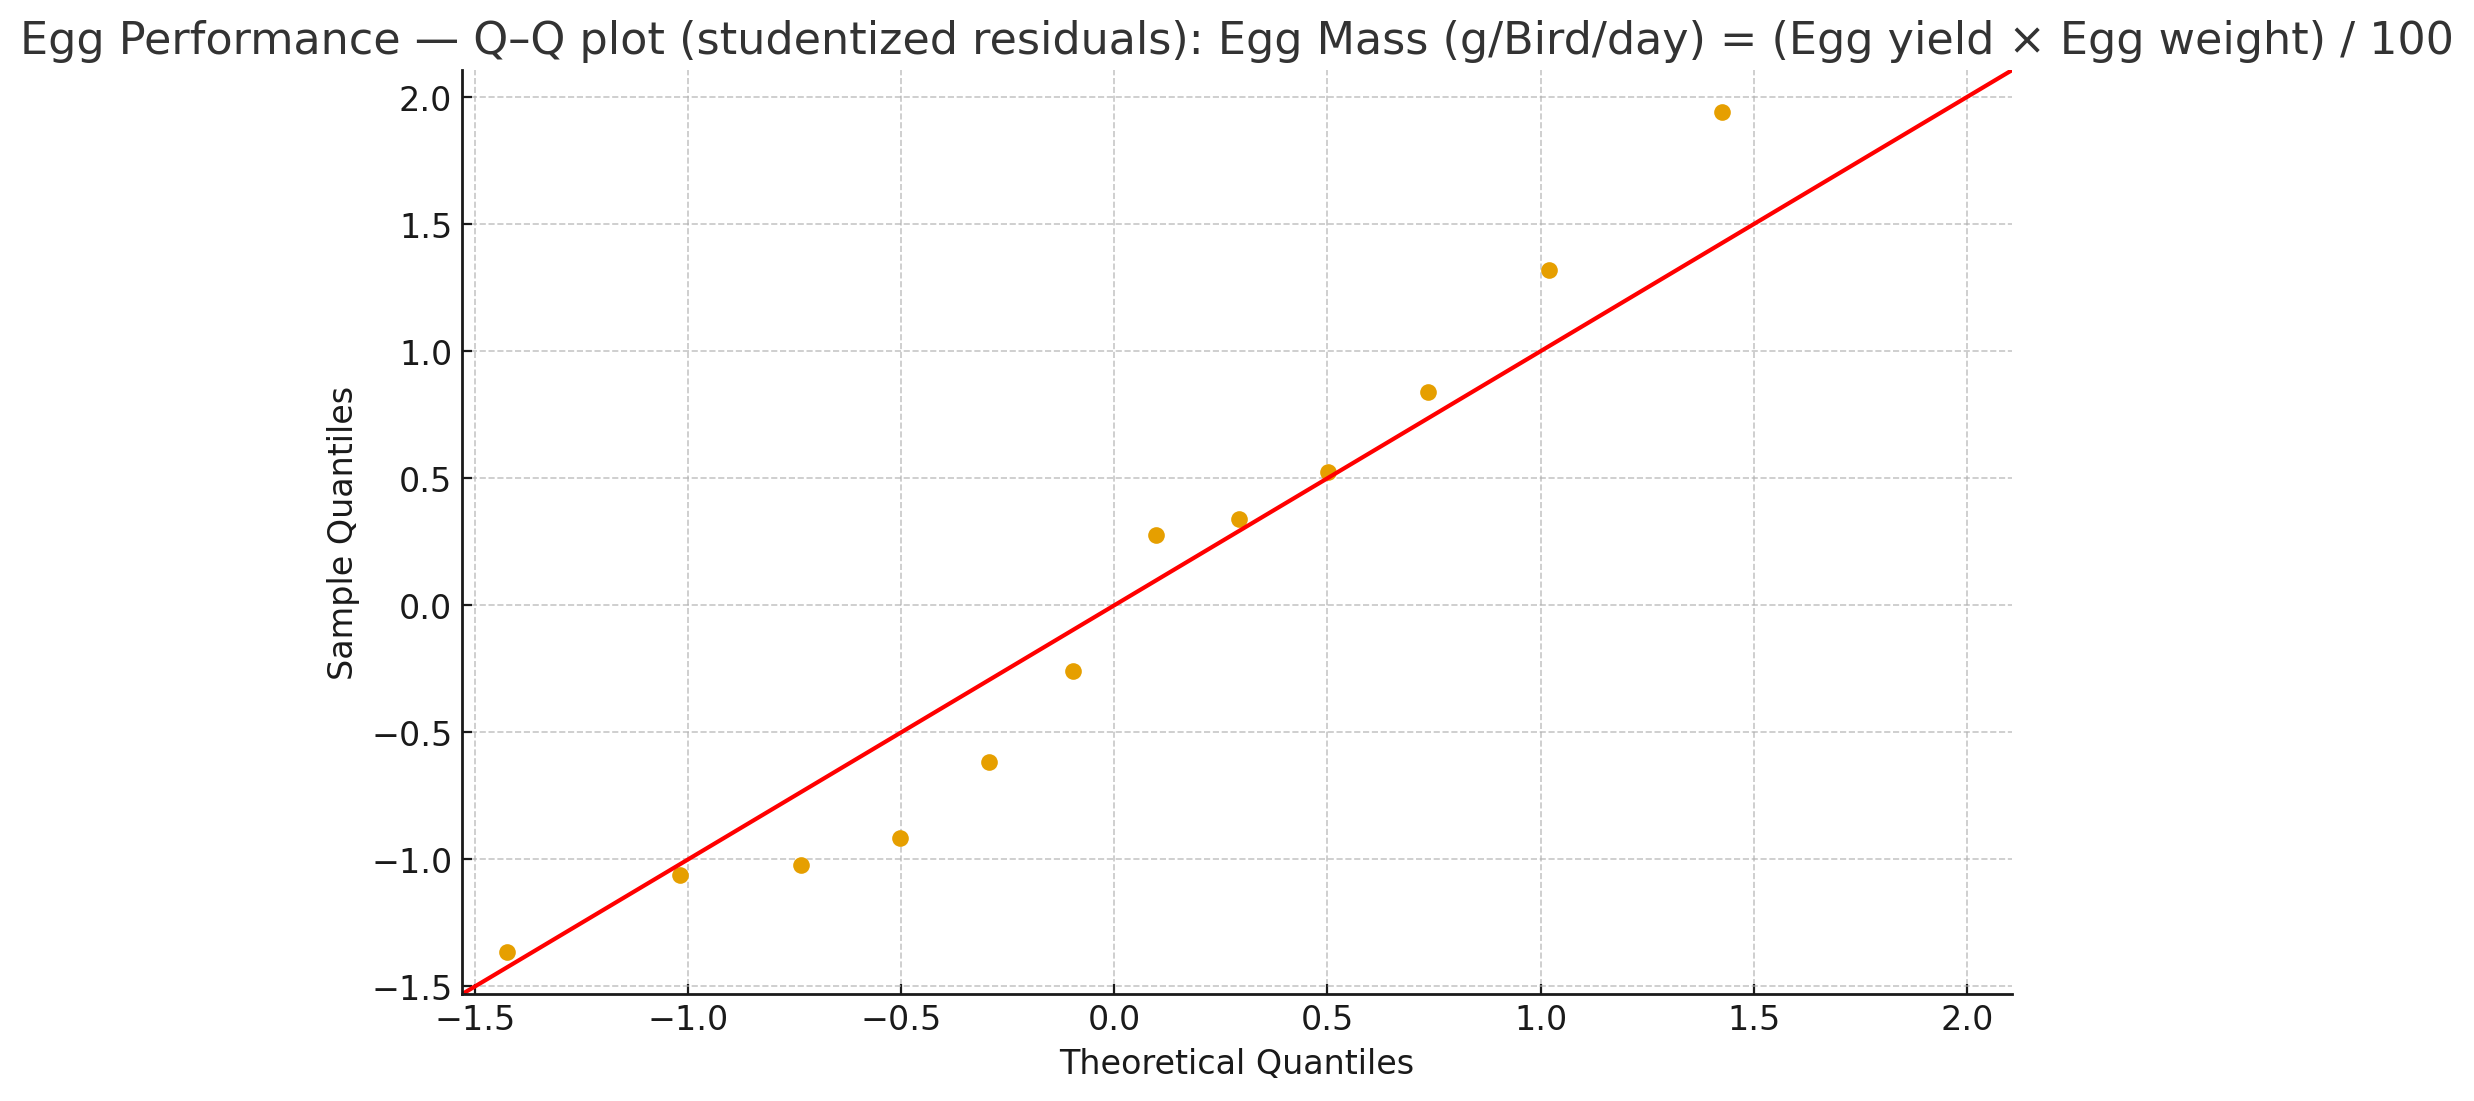 Egg Performance — Q–Q plot (studentized residuals): Egg Mass (g/Bird/day) = (Egg yield × Egg weight) / 100
2.0
1.5
1.0
0.5
0.0
−0.5
−1.0
−1.5
Sample Quantiles
−1.5 −1.0 −0.5 0.0 0.5 1.0 1.5 2.0
Theoretical Quantiles